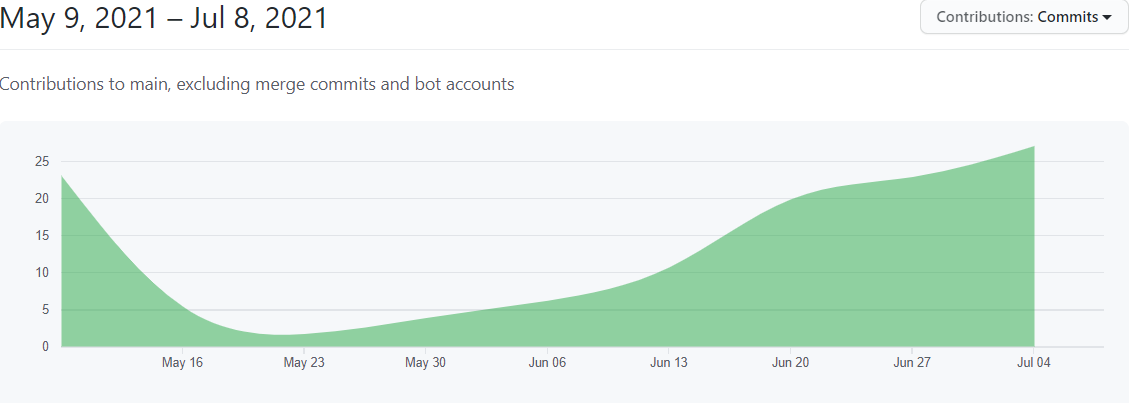 May 9, 2021 – Jul 8, 2021
Contributions: Commits
Contributions to main, excluding merge commits and bot accounts
25
20
15
10
5
0
May 16 May 23 May 30 Jun 06 Jun 13 Jun 20 Jun 27 Jul 04